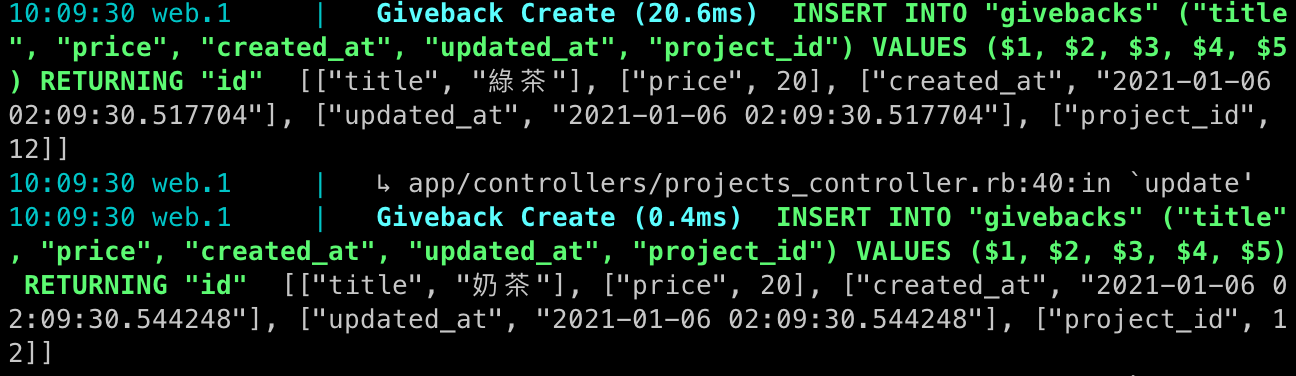 10:09:30 web.1     |   Giveback Create (20.6ms)  INSERT INTO "givebacks" ("title
", "price", "created_at", "updated_at", "project_id") VALUES ($1, $2, $3, $4, $5
) RETURNING "id"  [["title", "綠茶"], ["price", 20], ["created_at", "2021-01-06
02:09:30.517704"], ["updated_at", "2021-01-06 02:09:30.517704"], ["project_id",
12]]
10:09:30 web.1     |   ↳ app/controllers/projects_controller.rb:40:in `update'
10:09:30 web.1     |   Giveback Create (0.4ms)  INSERT INTO "givebacks" ("title"
, "price", "created_at", "updated_at", "project_id") VALUES ($1, $2, $3, $4, $5)
 RETURNING "id"  [["title", "奶茶"], ["price", 20], ["created_at", "2021-01-06 0
2:09:30.544248"], ["updated_at", "2021-01-06 02:09:30.544248"], ["project_id", 1
2]]